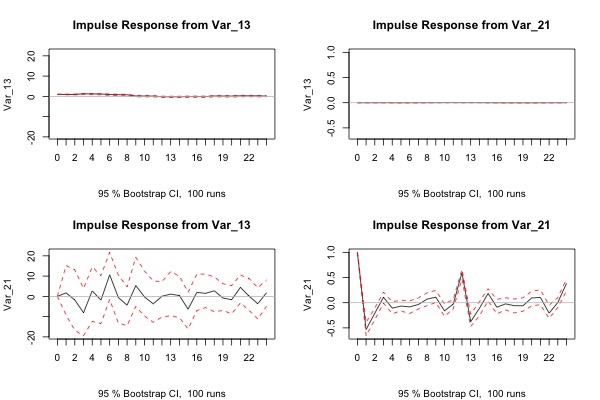 Impulse Response from Var_13
Var_13
20
10
0
-20
0 2 4 6 8 10 13 16 19 22
95 % Bootstrap CI,  100 runs
Impulse Response from Var_21
Var_13
1.0
0.5
0.0
-0.5
0 2 4 6 8 10 13 16 19 22
95 % Bootstrap CI,  100 runs
Impulse Response from Var_13
Var_21
20
10
0
-20
0 2 4 6 8 10 13 16 19 22
95 % Bootstrap CI,  100 runs
Impulse Response from Var_21
Var_21
1.0
0.5
0.0
-0.5
0 2 4 6 8 10 13 16 19 22
95 % Bootstrap CI,  100 runs